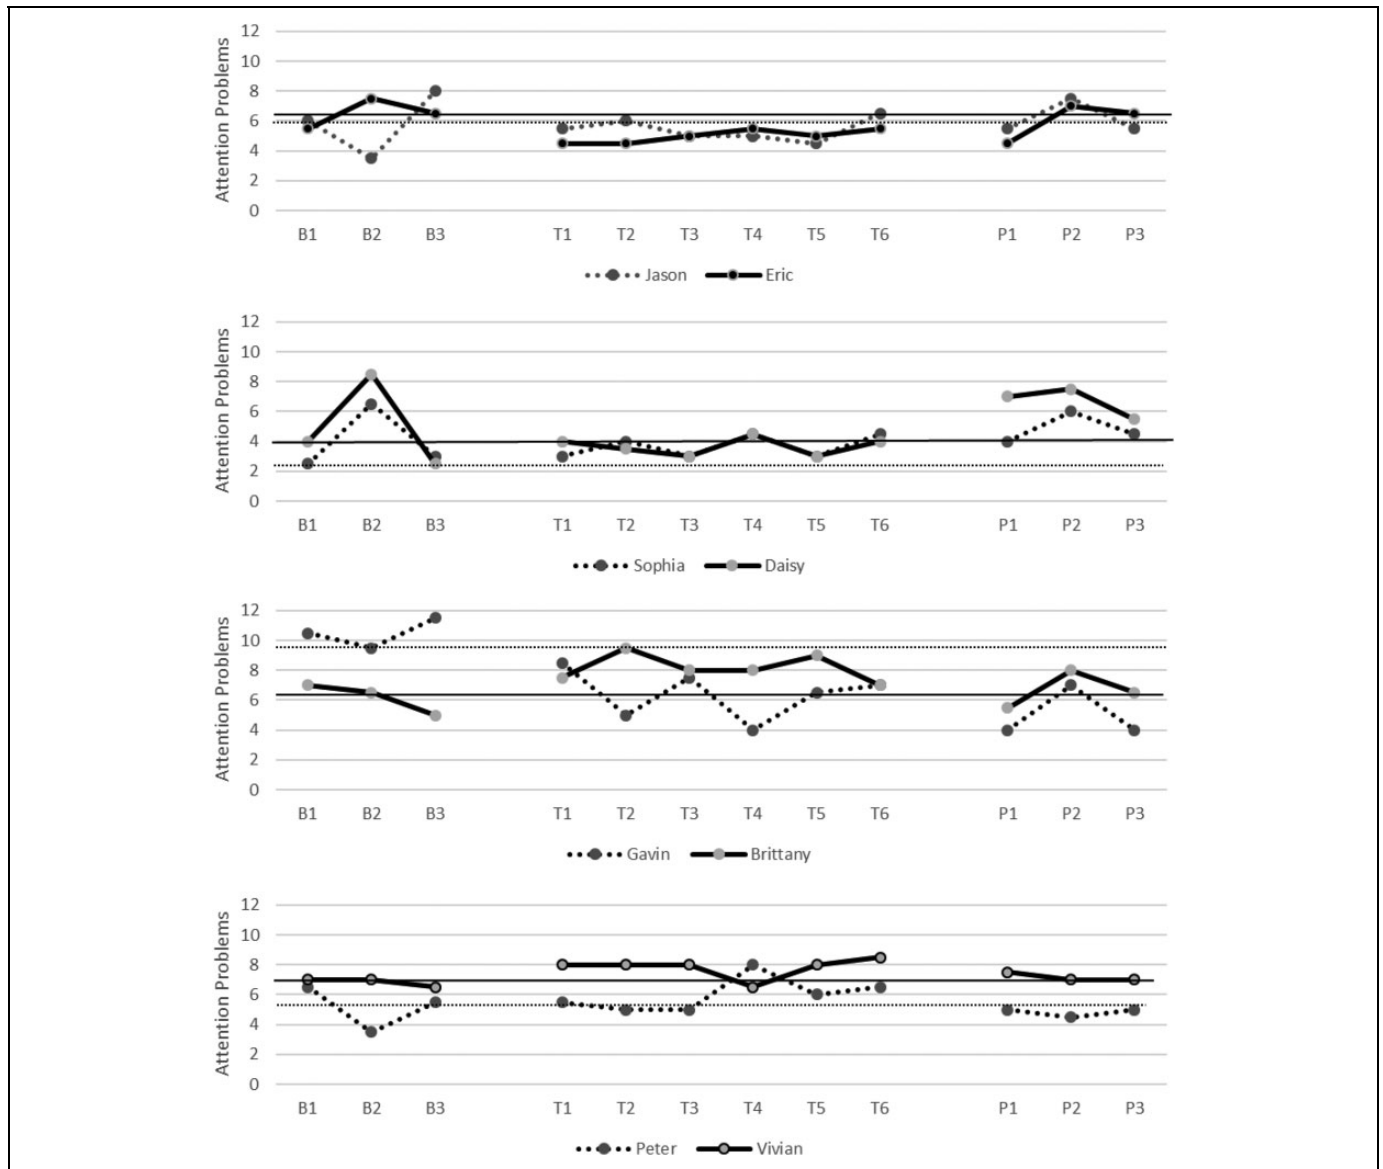 Attention Problems
12
10
8
6
4
2
0
B1 B2 B3 T1 T2 T3 T4 T5 T6 P1 P2 P3
Jason Eric
Attention Problems
12
10
8
6
4
2
0
B1 B2 B3 T1 T2 T3 T4 T5 T6 P1 P2 P3
Sophia Daisy
Attention Problems
12
10
8
6
4
2
0
B1 B2 B3 T1 T2 T3 T4 T5 T6 P1 P2 P3
Gavin Brittany
Attention Problems
12
10
8
6
4
2
0
B1 B2 B3 T1 T2 T3 T4 T5 T6 P1 P2 P3
Peter Vivian